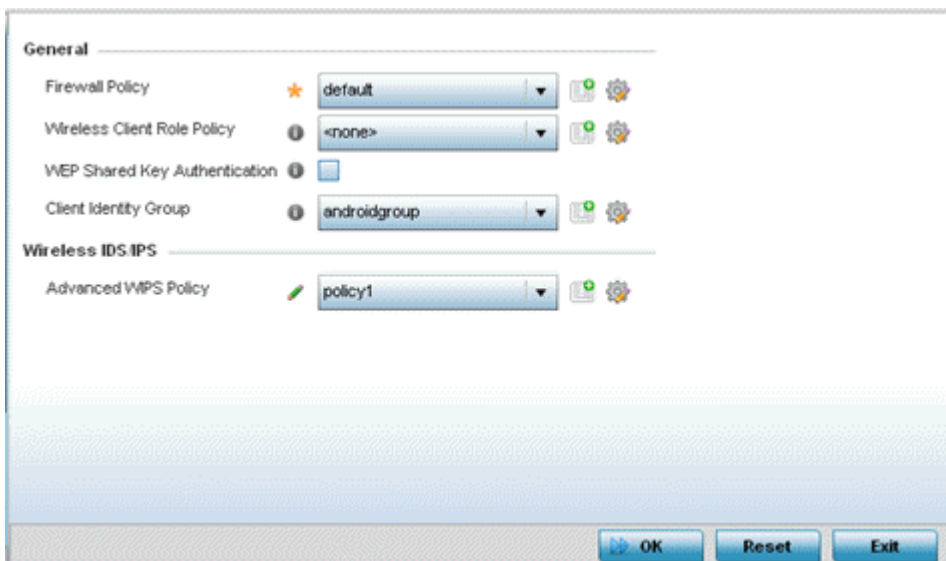 General
Firewall Policy default
Wireless Client Role Policy <none>
WEP Shared Key Authentication
Client Identity Group androidgroup
Wireless IDS/IPS
Advanced WIPS Policy policy1
OK Reset Exit